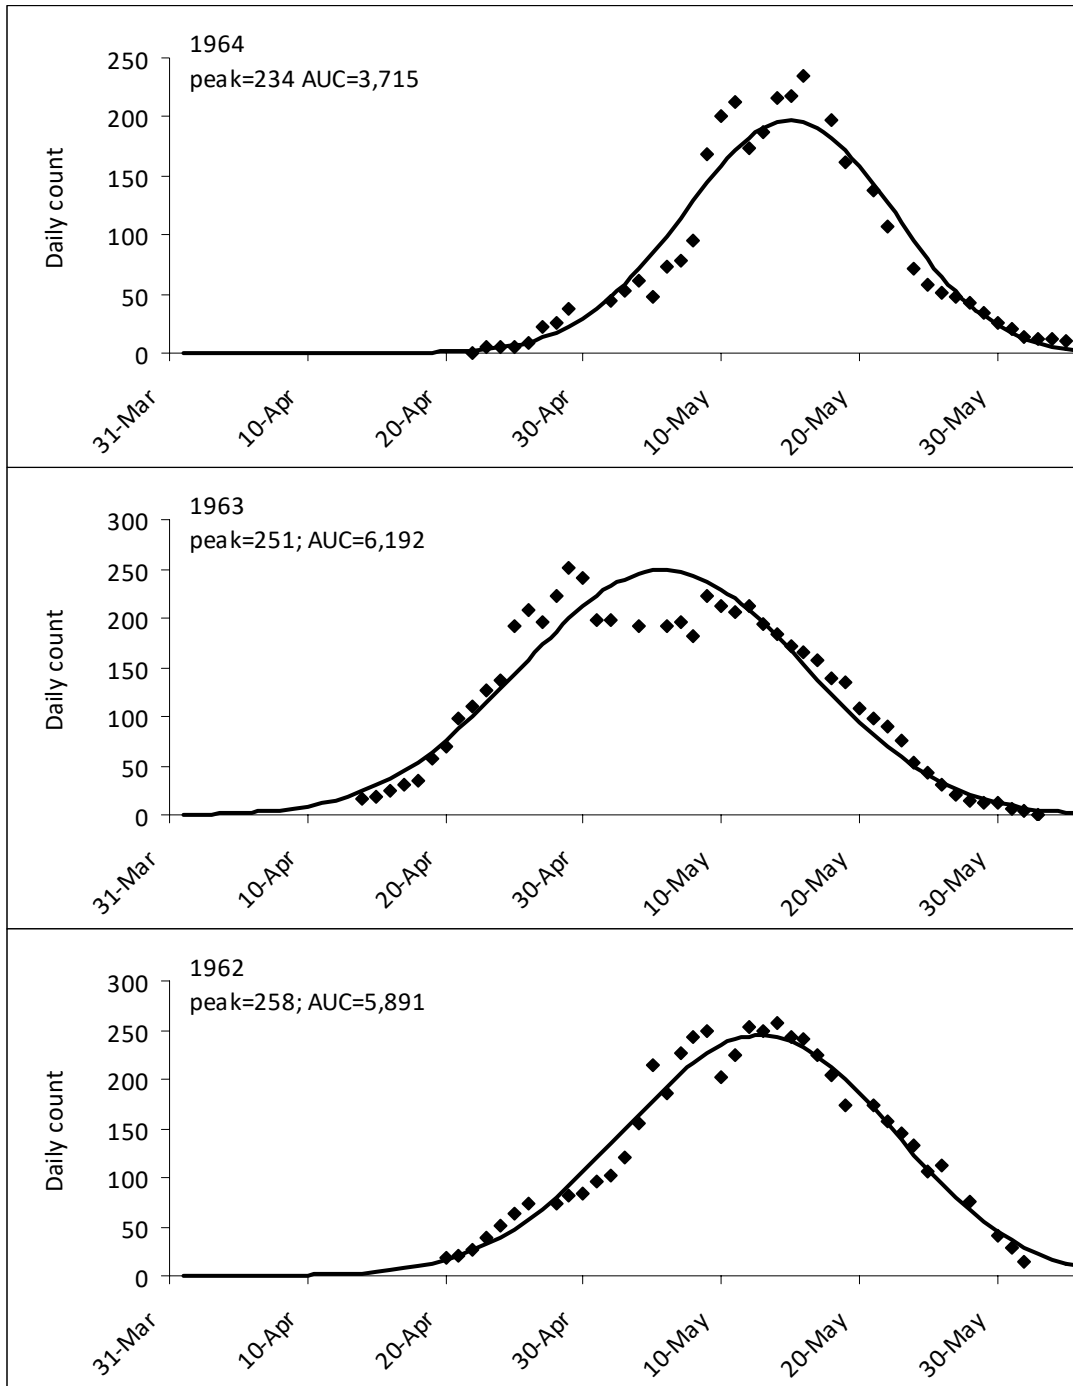 1964
peak=234 AUC=3,715
250
200
150
100
50
0
Daily count
31-Mar
10-Apr
20-Apr
30-Apr
10-May
20-May
30-May
1963
peak=251; AUC=6,192
300
250
200
150
100
50
0
Daily count
31-Mar
10-Apr
20-Apr
30-Apr
10-May
20-May
30-May
1962
peak=258; AUC=5,891
300
250
200
150
100
50
0
Daily count
31-Mar
10-Apr
20-Apr
30-Apr
10-May
20-May
30-May